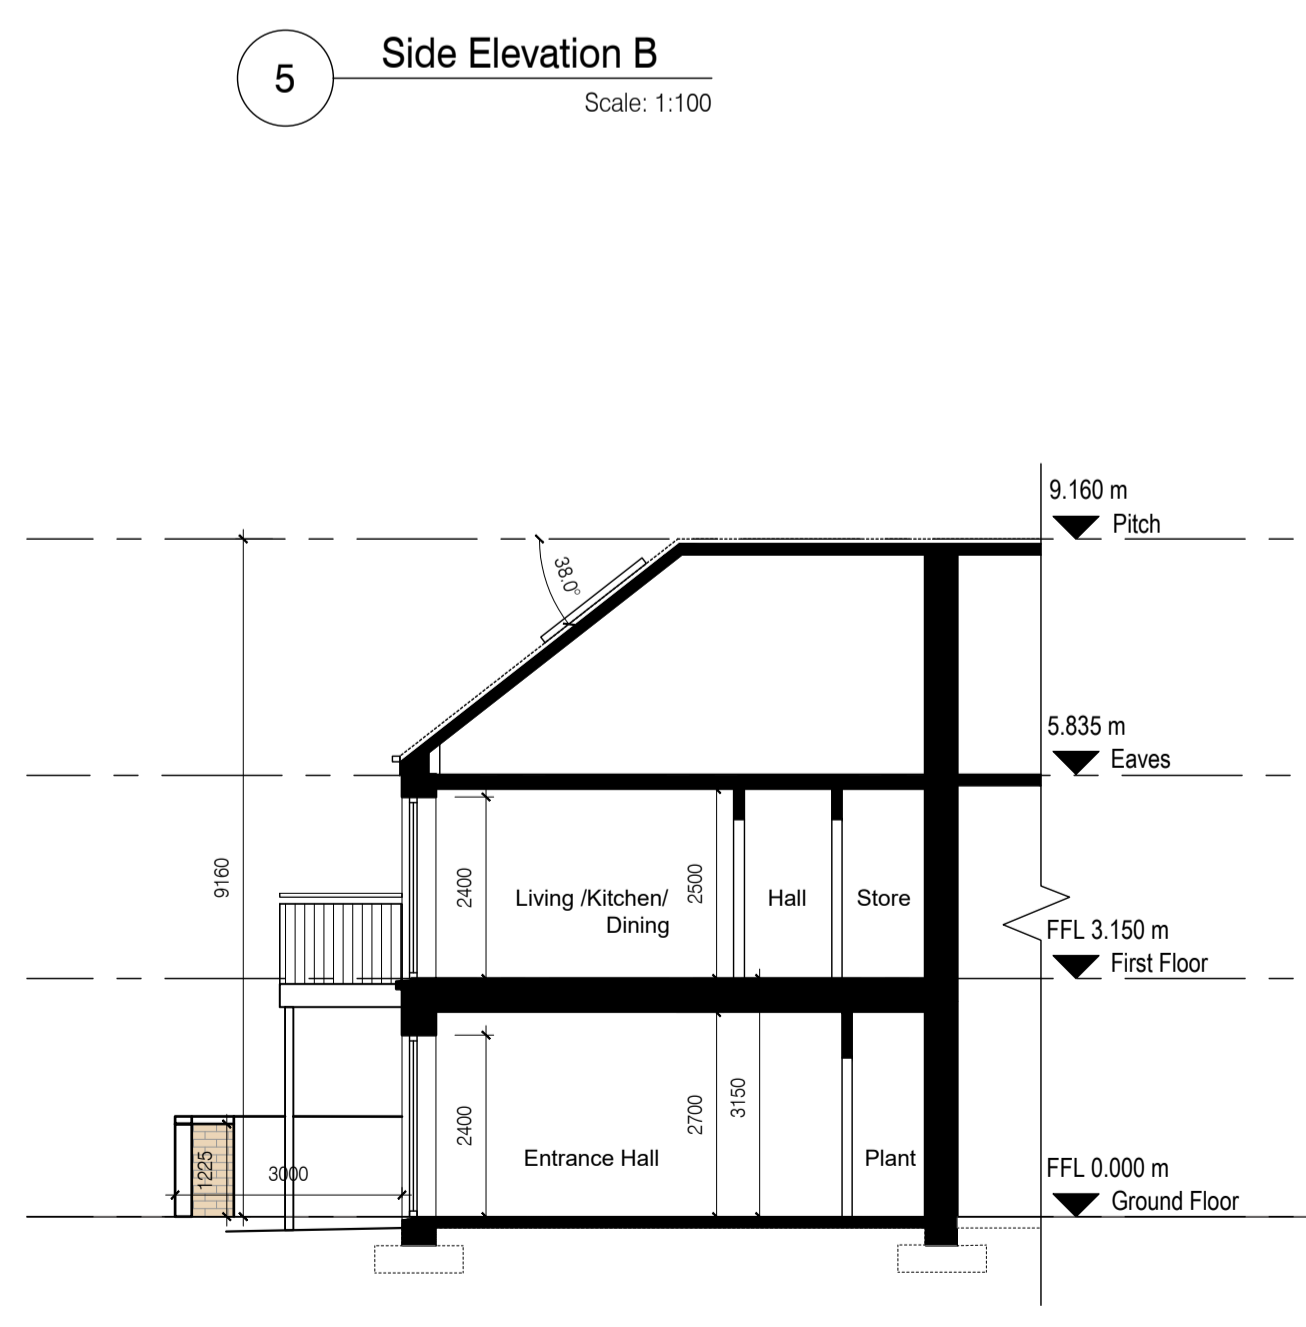 5
Side Elevation B
Scale: 1:100
9.160 m
Pitch
38.0°
5.835 m
Eaves
9160
2400
Living /Kitchen/
Dining
2500
Hall
Store
FFL 3.150 m
First Floor
2400
2700
3150
Entrance Hall
Plant
1225
3000
FFL 0.000 m
Ground Floor